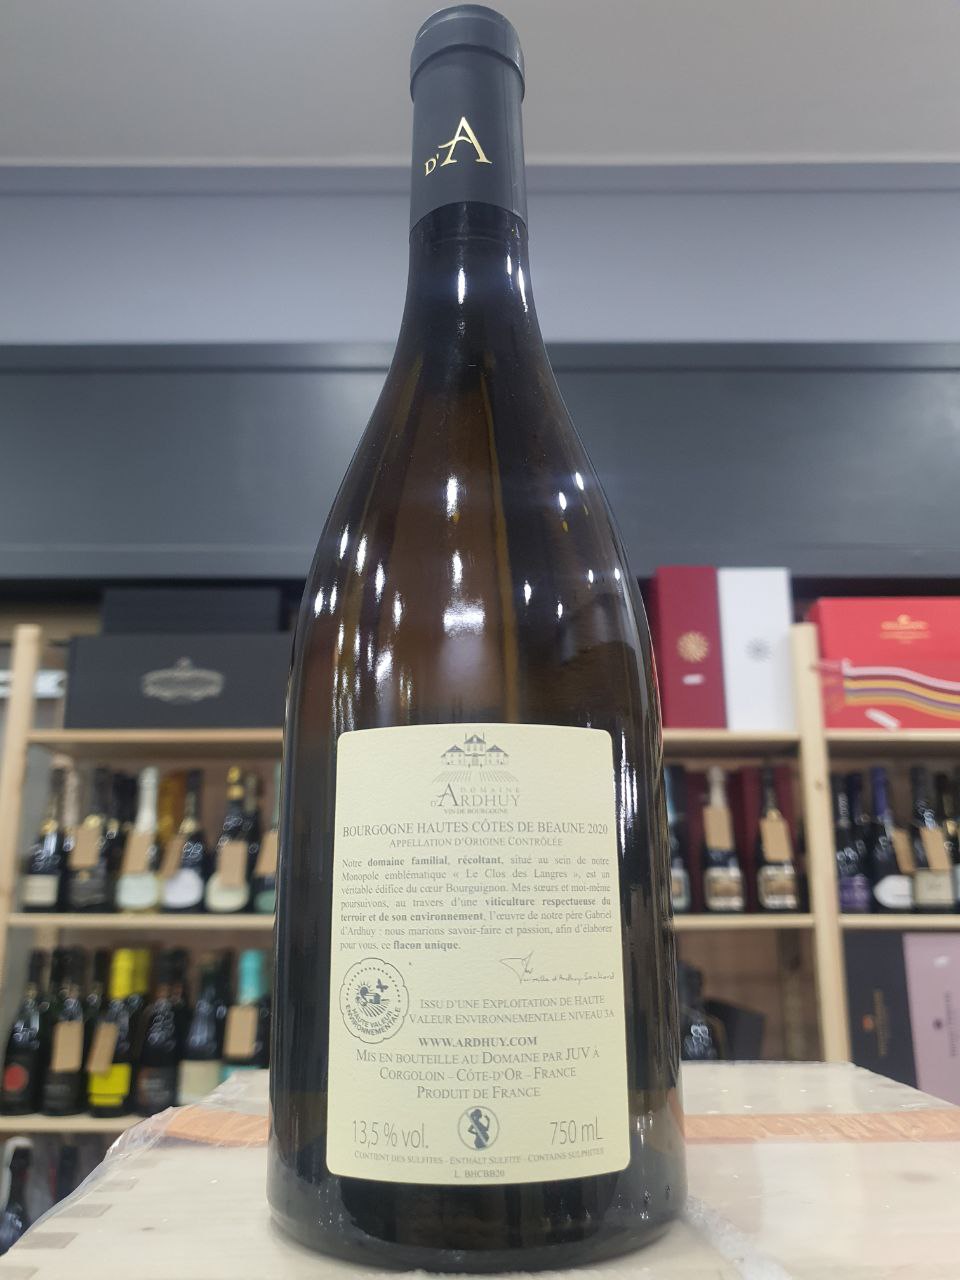 D'A
DOMAINE
D'ARDHUY
VIN DE BOURGOGNE
BOURGOGNE HAUTES CÔTES DE BEAUNE 2020
APPELLATION D'ORIGINE CONTRÔLÉE
Notre domaine familial, récoltant, situé au sein de notre
Monopole emblématique « Le Clos des Langres », est un
véritable édifice du cœur Bourguignon. Mes sœurs et moi-même
poursuivons, au travers d'une viticulture respectueuse du
terroir et de son environnement, l'œuvre de notre père Gabriel
d'Ardhuy : nous marions savoir-faire et passion, afin d'élaborer
pour vous, ce flacon unique.
HAUTE VALEUR
ENVIRONNEMENTALE
ISSU D'UNE EXPLOITATION DE HAUTE
VALEUR ENVIRONNEMENTALE NIVEAU 3A
WWW.ARDHUY.COM
MIS EN BOUTEILLE AU DOMAINE PAR JUV À
CORGOLOIN – CÔTE-D'OR – FRANCE
PRODUIT DE FRANCE
13,5 % vol. 750 mL
CONTIENT DES SULFITES - ENTHÄLT SULFITE - CONTAINS SULPHITES
L. BHCBB20